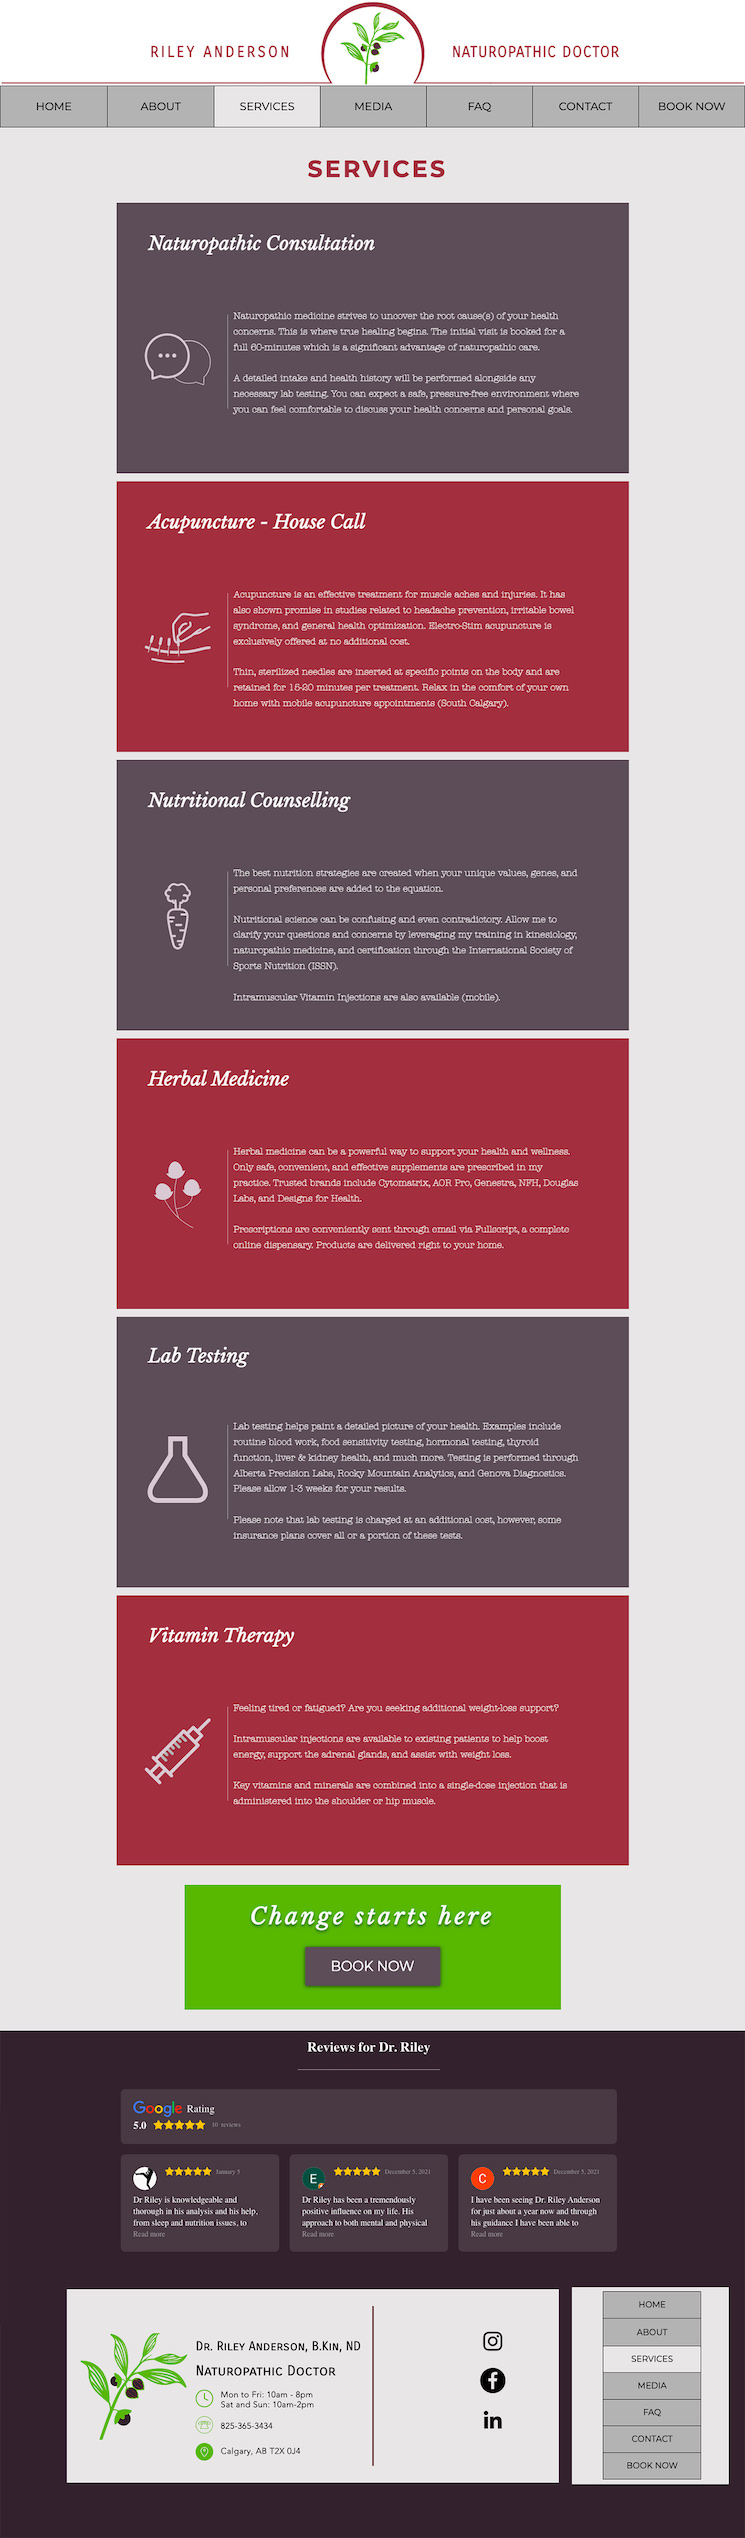 RILEY ANDERSON
NATUROPATHIC DOCTOR
HOME
ABOUT
SERVICES
MEDIA
FAQ
CONTACT
BOOK NOW
SERVICES
Naturopathic Consultation
Naturopathic medicine strives to uncover the root cause(s) of your health
concerns. This is where true healing begins. The initial visit is booked for a
full 60-minutes which is a significant advantage of naturopathic care.
A detailed intake and health history will be performed alongside any
necessary lab testing. You can expect a safe, pressure-free environment where
you can feel comfortable to discuss your health concerns and personal goals.
Acupuncture - House Call
Acupuncture is an effective treatment for muscle aches and injuries. It has
also shown promise in studies related to headache prevention, irritable bowel
syndrome, and general health optimization. Electro-Stim acupuncture is
exclusively offered at no additional cost.
Thin, sterilized needles are inserted at specific points on the body and are
retained for 15-20 minutes per treatment. Relax in the comfort of your own
home with mobile acupuncture appointments (South Calgary).
Nutritional Counselling
The best nutrition strategies are created when your unique values, genes, and
personal preferences are added to the equation.
Nutritional science can be confusing and even contradictory. Allow me to
clarify your questions and concerns by leveraging my training in kinesiology,
naturopathic medicine, and certification through the International Society of
Sports Nutrition (ISSN).
Intramuscular Vitamin Injections are also available (mobile).
Herbal Medicine
Herbal medicine can be a powerful way to support your health and wellness.
Only safe, convenient, and effective supplements are prescribed in my
practice. Trusted brands include Cytomatrix, AOR Pro, Genestra, NFH, Douglas
Labs, and Designs for Health.
Prescriptions are conveniently sent through email via Fullscript, a complete
online dispensary. Products are delivered right to your home.
Lab Testing
Lab testing helps paint a detailed picture of your health. Examples include
routine blood work, food sensitivity testing, hormonal testing, thyroid
function, liver & kidney health, and much more. Testing is performed through
Alberta Precision Labs, Rocky Mountain Analytics, and Genova Diagnostics.
Please allow 1-3 weeks for your results.
Please note that lab testing is charged at an additional cost, however, some
insurance plans cover all or a portion of these tests.
Vitamin Therapy
Feeling tired or fatigued? Are you seeking additional weight-loss support?
Intramuscular injections are available to existing patients to help boost
energy, support the adrenal glands, and assist with weight loss.
Key vitamins and minerals are combined into a single-dose injection that is
administered into the shoulder or hip muscle.
Change starts here
BOOK NOW
Reviews for Dr. Riley
Google Rating
5.0 10 reviews
January 5
Dr Riley is knowledgeable and
thorough in his analysis and his help,
from sleep and nutrition issues, to
Read more
E
December 5, 2021
Dr Riley has been a tremendously
positive influence on my life. His
approach to both mental and physical
Read more
C
December 5, 2021
I have been seeing Dr. Riley Anderson
for just about a year now and through
his guidance I have been able to
Read more
DR. RILEY ANDERSON, B.KIN, ND
NATUROPATHIC DOCTOR
Mon to Fri: 10am - 8pm
Sat and Sun: 10am-2pm
825-365-3434
Calgary, AB T2X 0J4
HOME
ABOUT
SERVICES
MEDIA
FAQ
CONTACT
BOOK NOW